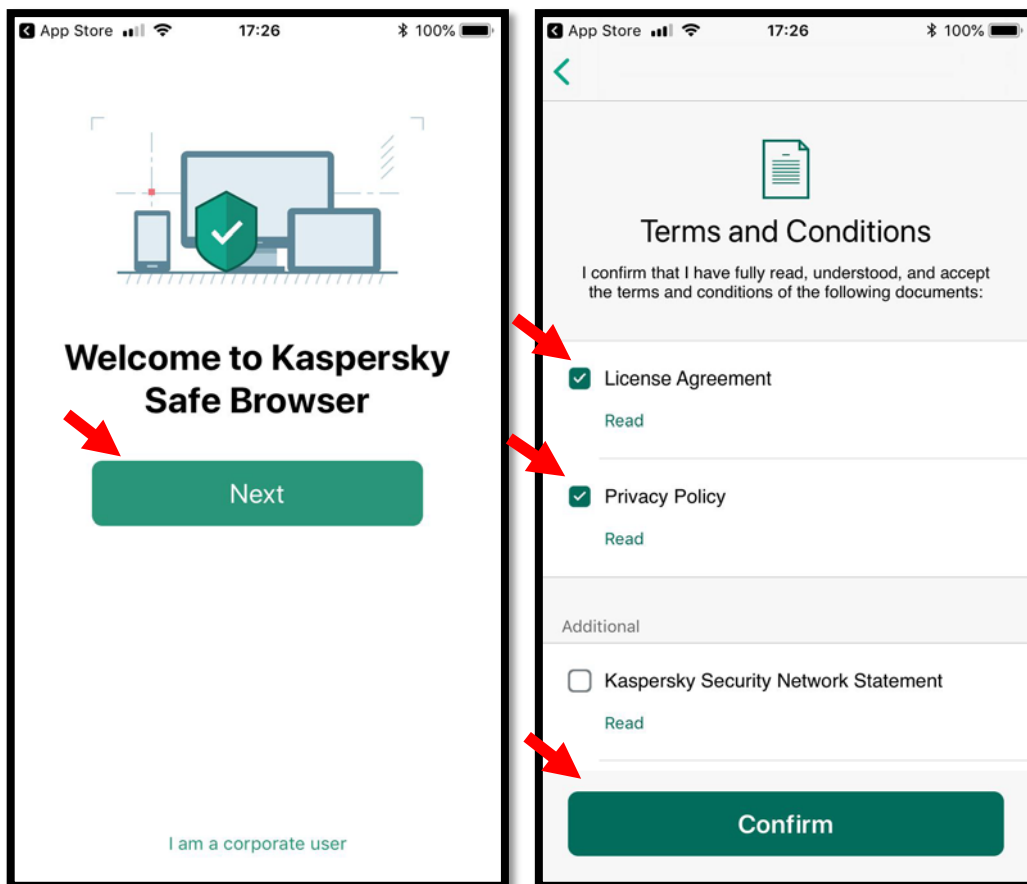 App Store 17:26 100%
Welcome to Kaspersky
Safe Browser
Next
I am a corporate user
App Store 17:26 100%
Terms and Conditions
I confirm that I have fully read, understood, and accept
the terms and conditions of the following documents:
License Agreement
Read
Privacy Policy
Read
Additional
Kaspersky Security Network Statement
Read
Confirm